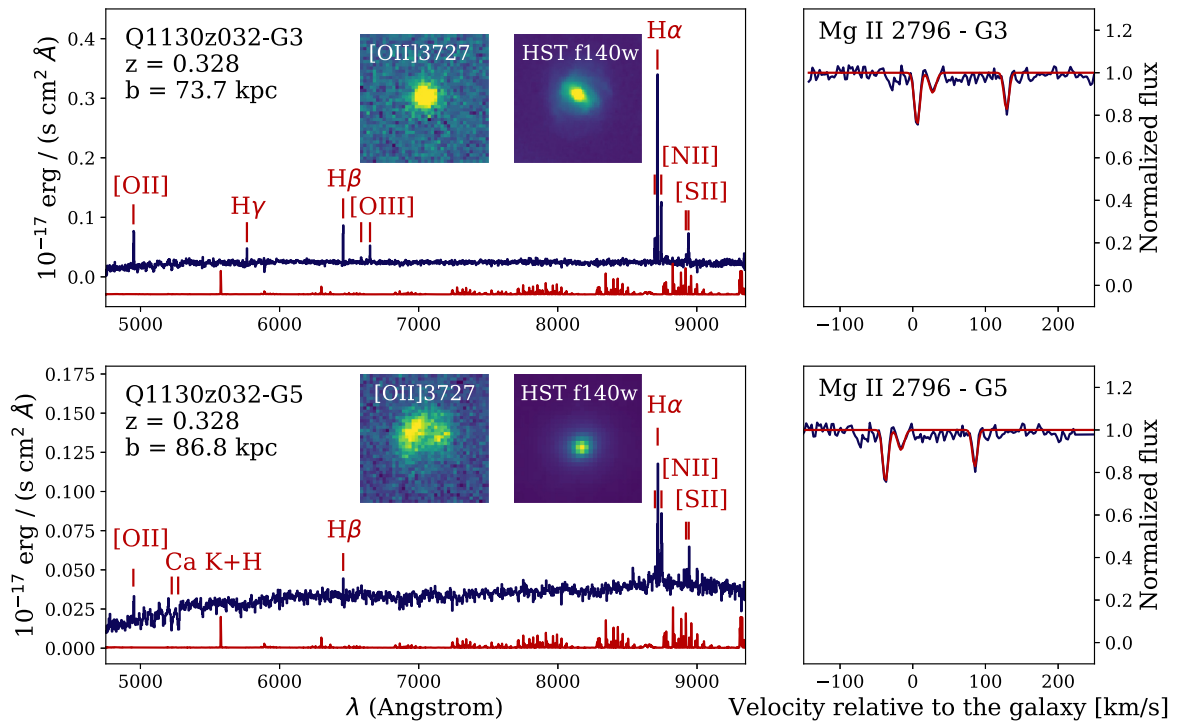 Q1130z032-G3
z = 0.328
b = 73.7 kpc
[OII]3727
HST f140w
Hα
[NII]
[SII]
[OII]
Hγ
Hβ
[OIII]
10⁻¹⁷ erg / (s cm² Å)
0.4
0.3
0.2
0.1
0.0
5000 6000 7000 8000 9000
Mg II 2796 - G3
1.2
1.0
0.8
0.6
0.4
0.2
0.0
Normalized flux
−100 0 100 200
Q1130z032-G5
z = 0.328
b = 86.8 kpc
[OII]3727
HST f140w
Hα
[NII]
[SII]
[OII]
Ca K+H
Hβ
10⁻¹⁷ erg / (s cm² Å)
0.175
0.150
0.125
0.100
0.075
0.050
0.025
0.000
5000 6000 7000 8000 9000
λ (Angstrom)
Mg II 2796 - G5
1.2
1.0
0.8
0.6
0.4
0.2
0.0
Normalized flux
−100 0 100 200
Velocity relative to the galaxy [km/s]